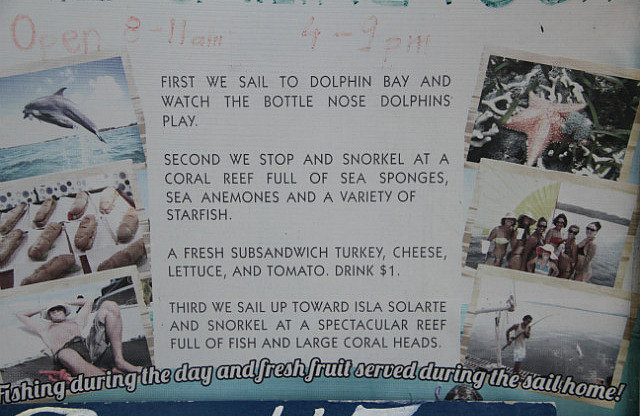 Open 8-11am 4-9pm
FIRST WE SAIL TO DOLPHIN BAY AND
WATCH THE BOTTLE NOSE DOLPHINS
PLAY.
SECOND WE STOP AND SNORKEL AT A
CORAL REEF FULL OF SEA SPONGES,
SEA ANEMONES AND A VARIETY OF
STARFISH.
A FRESH SUBSANDWICH TURKEY, CHEESE,
LETTUCE, AND TOMATO. DRINK $1.
THIRD WE SAIL UP TOWARD ISLA SOLARTE
AND SNORKEL AT A SPECTACULAR REEF
FULL OF FISH AND LARGE CORAL HEADS.
Fishing during the day and fresh fruit served during the sail home!